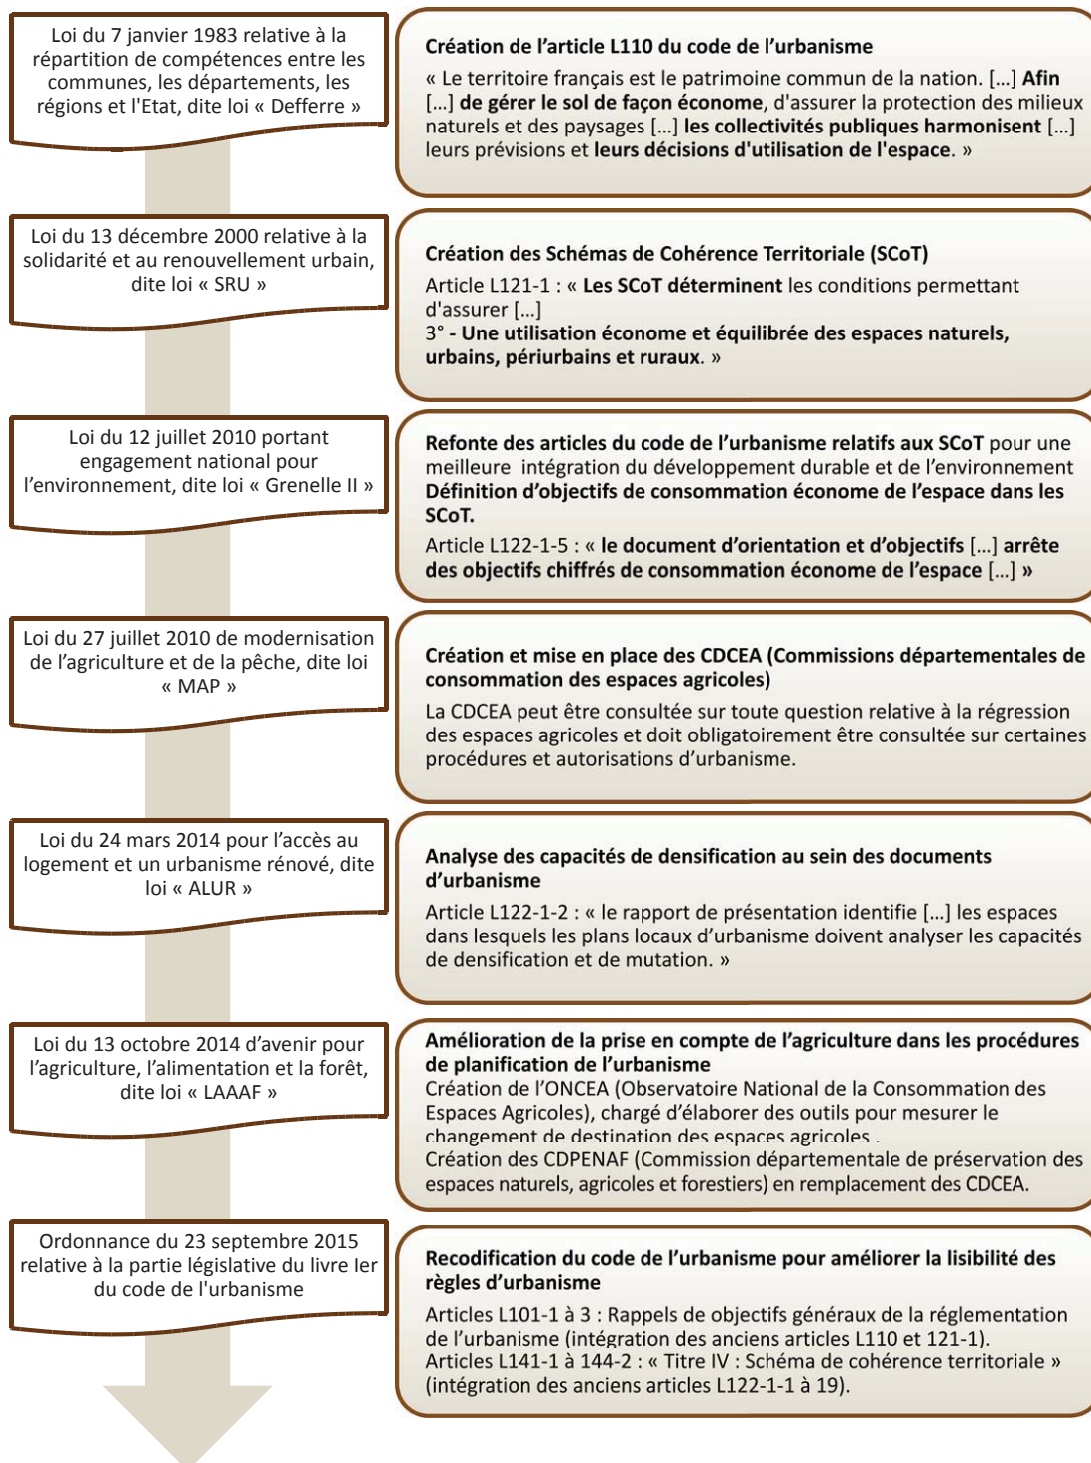 Loi du 7 janvier 1983 relative à la
répartition de compétences entre les
communes, les départements, les
régions et l'Etat, dite loi « Defferre »
Création de l’article L110 du code de l’urbanisme
« Le territoire français est le patrimoine commun de la nation. […] Afin
[…] de gérer le sol de façon économe, d'assurer la protection des milieux
naturels et des paysages […] les collectivités publiques harmonisent […]
leurs prévisions et leurs décisions d'utilisation de l'espace. »
Loi du 13 décembre 2000 relative à la
solidarité et au renouvellement urbain,
dite loi « SRU »
Création des Schémas de Cohérence Territoriale (SCoT)
Article L121-1 : « Les SCoT déterminent les conditions permettant
d'assurer […]
3° - Une utilisation économe et équilibrée des espaces naturels,
urbains, périurbains et ruraux. »
Loi du 12 juillet 2010 portant
engagement national pour
l’environnement, dite loi « Grenelle II »
Refonte des articles du code de l’urbanisme relatifs aux SCoT pour une
meilleure intégration du développement durable et de l’environnement
Définition d’objectifs de consommation économe de l’espace dans les
SCoT.
Article L122-1-5 : « le document d’orientation et d’objectifs […] arrête
des objectifs chiffrés de consommation économe de l’espace […] »
Loi du 27 juillet 2010 de modernisation
de l’agriculture et de la pêche, dite loi
« MAP »
Création et mise en place des CDCEA (Commissions départementales de
consommation des espaces agricoles)
La CDCEA peut être consultée sur toute question relative à la régression
des espaces agricoles et doit obligatoirement être consultée sur certaines
procédures et autorisations d’urbanisme.
Loi du 24 mars 2014 pour l’accès au
logement et un urbanisme rénové, dite
loi « ALUR »
Analyse des capacités de densification au sein des documents
d’urbanisme
Article L122-1-2 : « le rapport de présentation identifie […] les espaces
dans lesquels les plans locaux d’urbanisme doivent analyser les capacités
de densification et de mutation. »
Loi du 13 octobre 2014 d’avenir pour
l’agriculture, l’alimentation et la forêt,
dite loi « LAAAF »
Amélioration de la prise en compte de l’agriculture dans les procédures
de planification de l’urbanisme
Création de l’ONCEA (Observatoire National de la Consommation des
Espaces Agricoles), chargé d’élaborer des outils pour mesurer le
changement de destination des espaces agricoles .
Création des CDPENAF (Commission départementale de préservation des
espaces naturels, agricoles et forestiers) en remplacement des CDCEA.
Ordonnance du 23 septembre 2015
relative à la partie législative du livre Ier
du code de l'urbanisme
Recodification du code de l’urbanisme pour améliorer la lisibilité des
règles d’urbanisme
Articles L101-1 à 3 : Rappels de objectifs généraux de la réglementation
de l’urbanisme (intégration des anciens articles L110 et 121-1).
Articles L141-1 à 144-2 : « Titre IV : Schéma de cohérence territoriale »
(intégration des anciens articles L122-1-1 à 19).